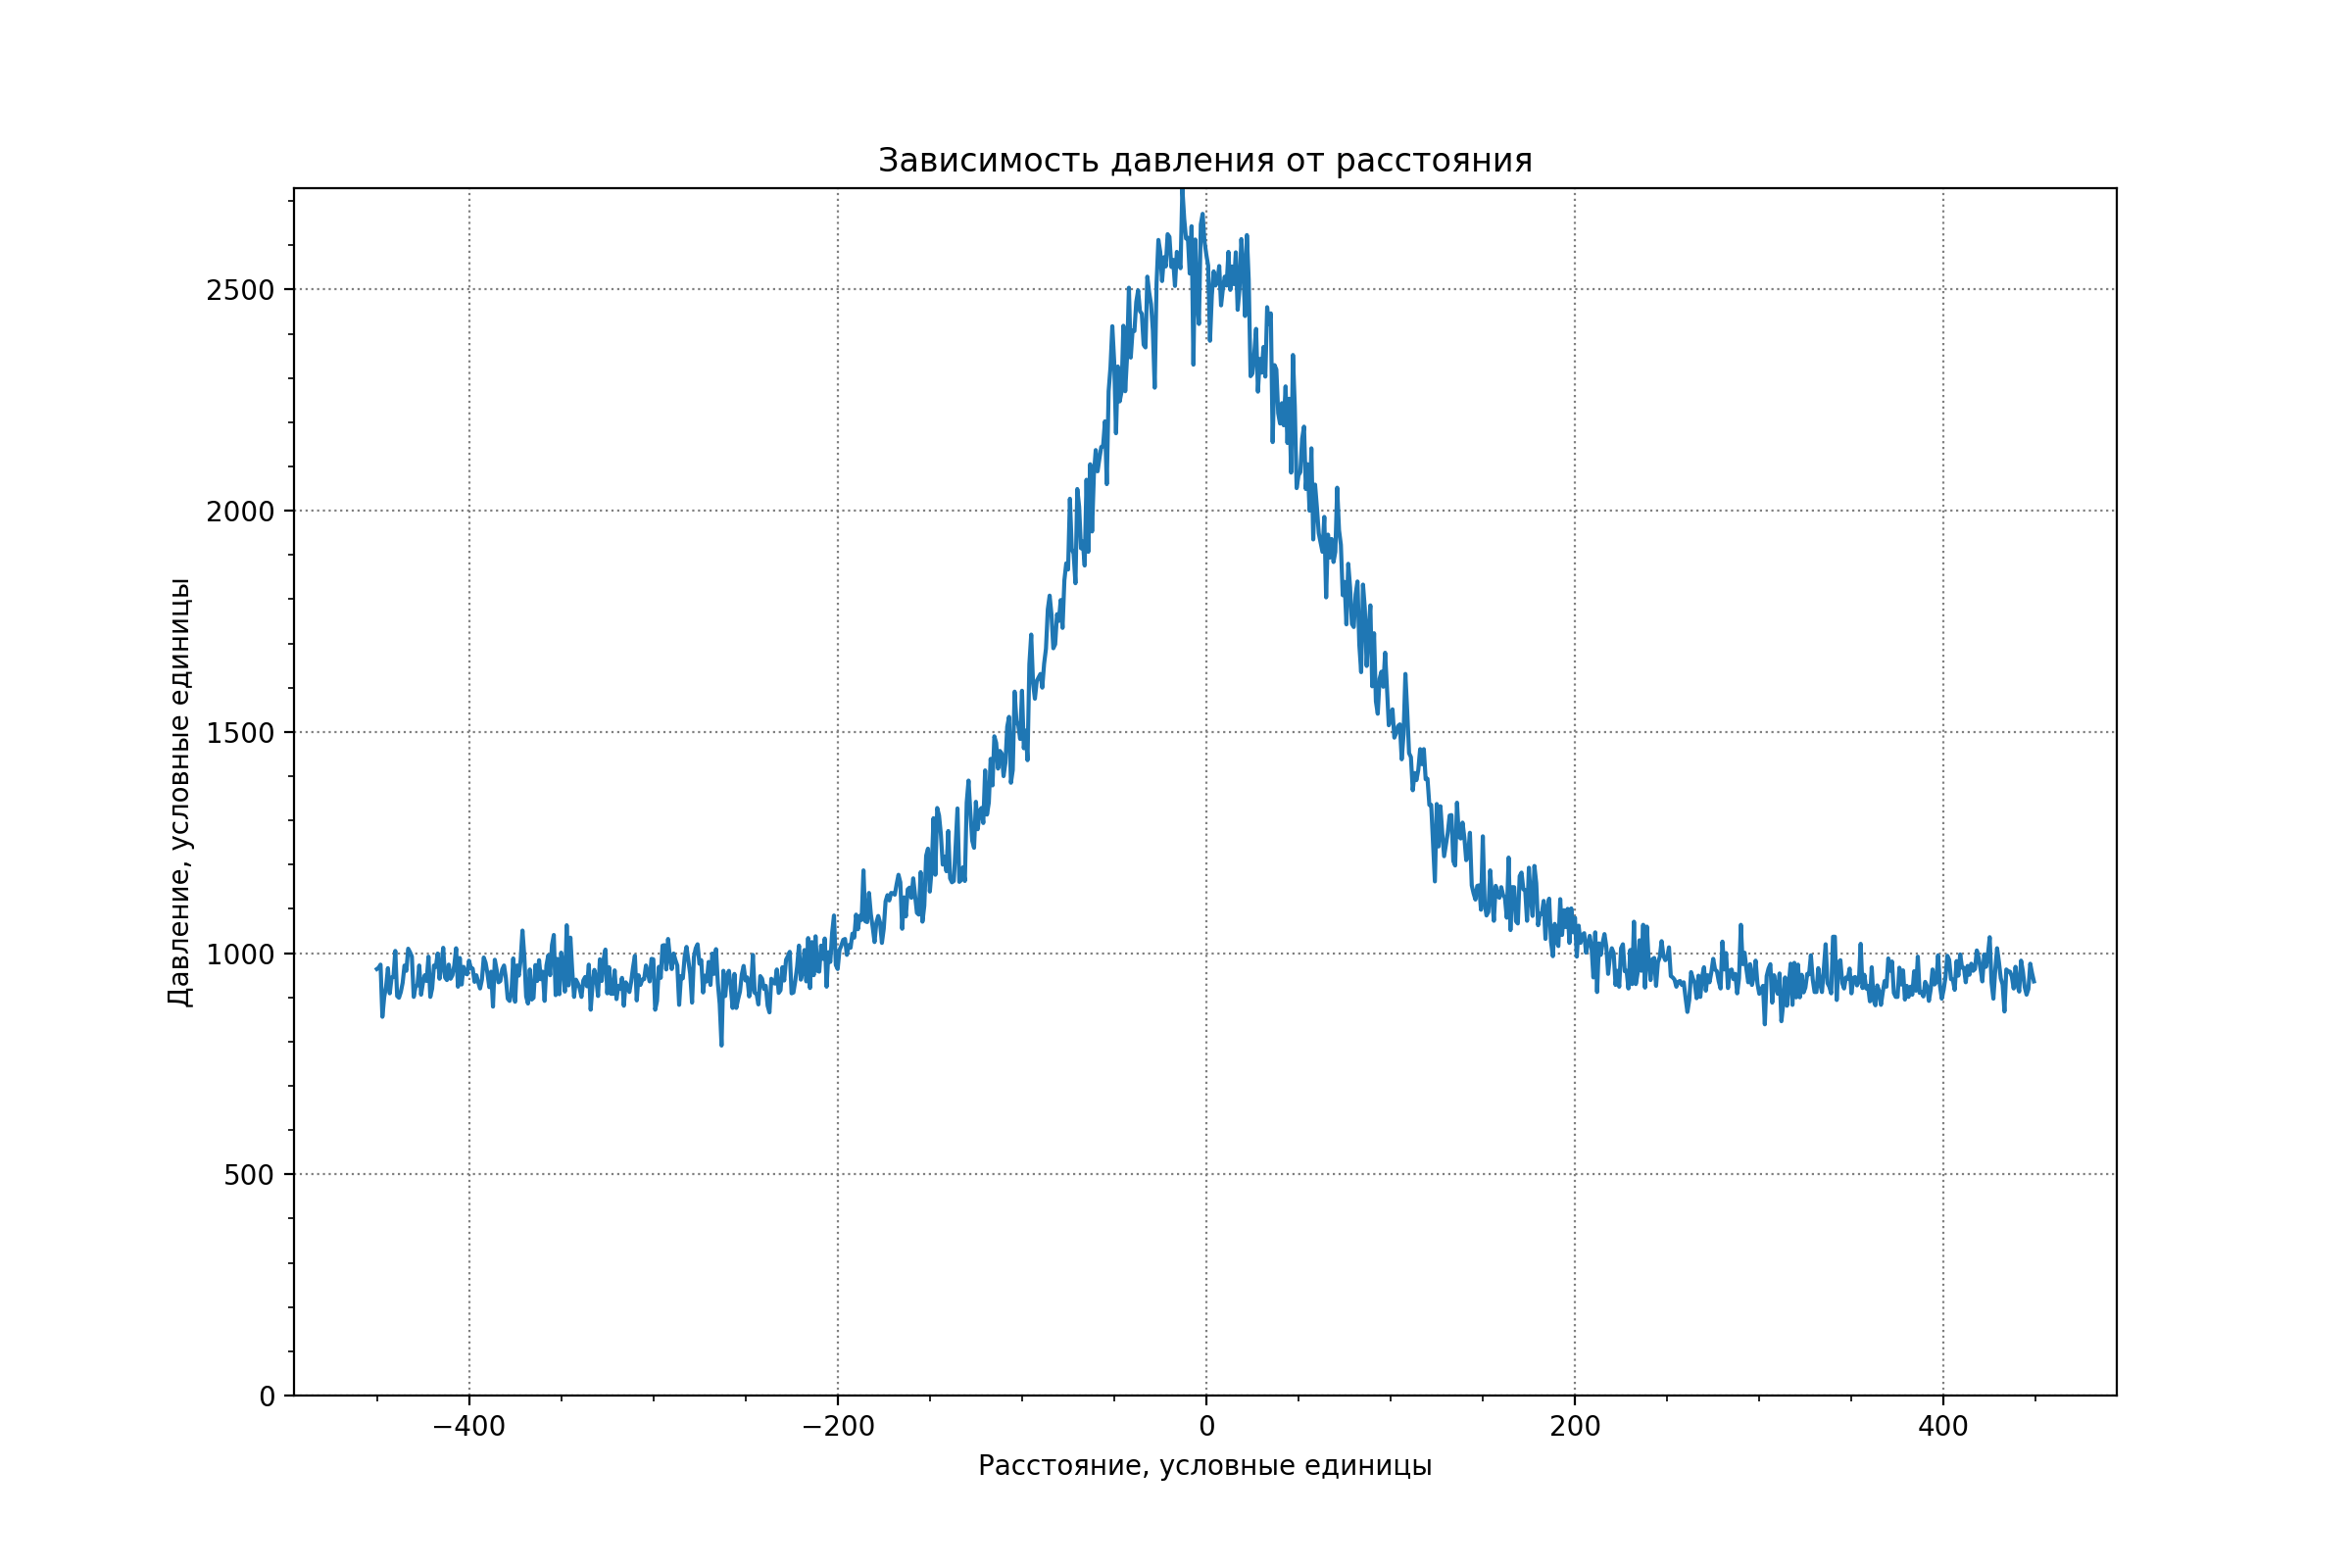 Зависимость давления от расстояния
Давление, условные единицы
2500
2000
1500
1000
500
0
−400 −200 0 200 400
Расстояние, условные единицы